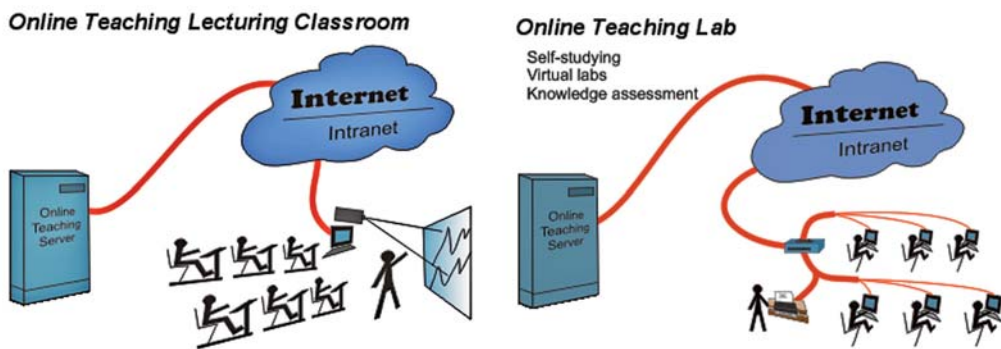 Online Teaching Lecturing Classroom
Internet
Intranet
Online
Teaching
Server
Online Teaching Lab
Self-studying
Virtual labs
Knowledge assessment
Internet
Intranet
Online
Teaching
Server